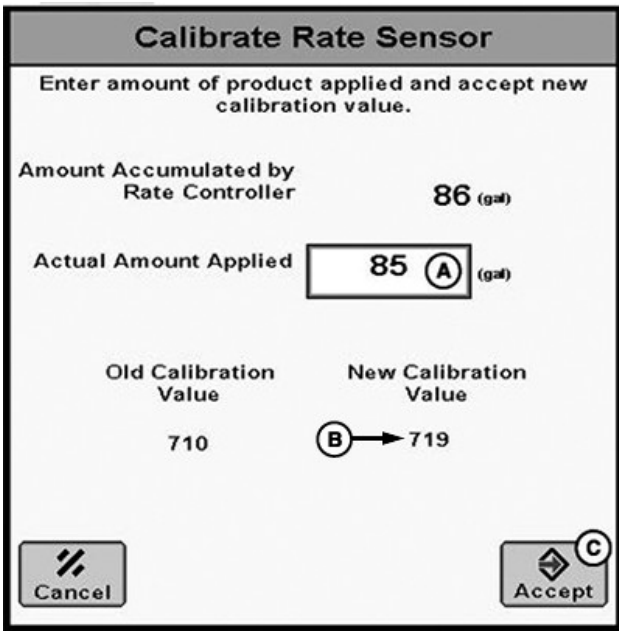 Calibrate Rate Sensor
Enter amount of product applied and accept new
calibration value.
Amount Accumulated by
Rate Controller
86 (gal)
Actual Amount Applied
85 A (gal)
Old Calibration
Value
New Calibration
Value
710
B 719
Cancel
C
Accept